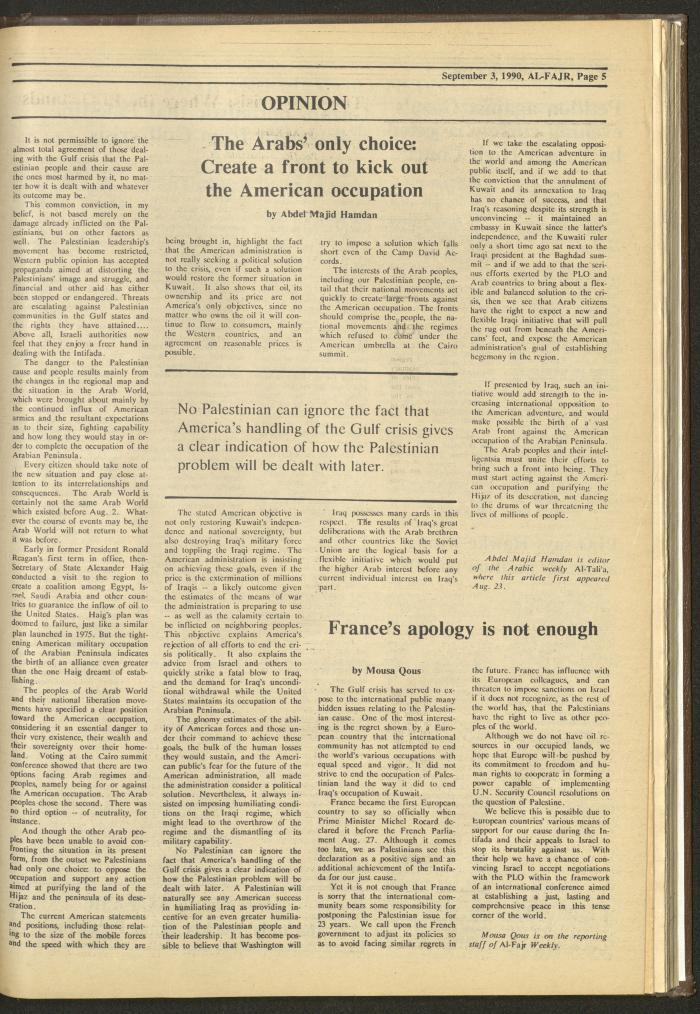 September 3, 1990, AL-FAJR, Page 5
OPINION
The Arabs' only choice:
Create a front to kick out
the American occupation
by Abdel Majid Hamdan
It is not permissible to ignore the
almost total agreement of those deal-
ing with the Gulf crisis that the Pal-
estinian people and their cause are
the ones most harmed by it, no mat-
ter how it is dealt with and whatever
its outcome may be.
This common conviction, in my
belief, is not based merely on the
damage already inflicted on the Pal-
estinians, but on other factors as
well. The Palestinian leadership's
movement has become restricted,
Western public opinion has accepted
propaganda aimed at distorting the
Palestinians' image and struggle, and
financial and other aid has either
been stopped or endangered. Threats
are escalating against Palestinian
communities in the Gulf states and
the rights they have attained....
Above all, Israeli authorities now
feel that they enjoy a freer hand in
dealing with the Intifada.
The danger to the Palestinian
cause and people results mainly from
the changes in the regional map and
the situation in the Arab World,
which were brought about mainly by
the continued influx of American
armies and the resultant expectations
as to their size, fighting capability
and how long they would stay in or-
der to complete the occupation of the
Arabian Peninsula.
Every citizen should take note of
the new situation and pay close at-
tention to its interrelationships and
consequences. The Arab World is
certainly not the same Arab World
which existed before Aug. 2. What-
ever the course of events may be, the
Arab World will not return to what
it was before.
Early in former President Ronald
Reagan's first term in office, then-
Secretary of State Alexander Haig
conducted a visit to the region to
create a coalition among Egypt, Is-
rael, Saudi Arabia and other coun-
tries to guarantee the inflow of oil to
the United States. Haig's plan was
doomed to failure, just like a similar
plan launched in 1975. But the tight-
ening American military occupation
of the Arabian Peninsula indicates
the birth of an alliance even greater
than the one Haig dreamt of estab-
lishing.
The peoples of the Arab World
and their national liberation move-
ments have specified a clear position
toward the American occupation,
considering it an essential danger to
their very existence, their wealth and
their sovereignty over their home-
land. Voting at the Cairo summit
conference showed that there are two
options facing Arab regimes and
peoples, namely being for or against
the American occupation. The Arab
peoples chose the second. There was
no third option -- of neutrality, for
instance.
And though the other Arab peo-
ples have been unable to avoid con-
fronting the situation in its present
form, from the outset we Palestinians
had only one choice: to oppose the
occupation and support any action
aimed at purifying the land of the
Hijaz and the peninsula of its dese-
cration.
The current American statements
and positions, including those relat-
ing to the size of the mobile forces
and the speed with which they are
being brought in, highlight the fact
that the American administration is
not really seeking a political solution
to the crisis, even if such a solution
would restore the former situation in
Kuwait. It also shows that oil, its
ownership and its price are not
America's only objectives, since no
matter who owns the oil it will con-
tinue to flow to consumers, mainly
the Western countries, and an
agreement on reasonable prices is
possible.
try to impose a solution which falls
short even of the Camp David Ac-
cords.
The interests of the Arab peoples,
including our Palestinian people, en-
tail that their national movements act
quickly to create large fronts against
the American occupation. The fronts
should comprise the people, the na-
tional movements and the regimes
which refused to come under the
American umbrella at the Cairo
summit.
No Palestinian can ignore the fact that
America's handling of the Gulf crisis gives
a clear indication of how the Palestinian
problem will be dealt with later.
The stated American objective is
not only restoring Kuwait's indepen-
dence and national sovereignty, but
also destroying Iraq's military force
and toppling the Iraqi regime. The
American administration is insisting
on achieving these goals, even if the
price is the extermination of millions
of Iraqis -- a likely outcome given
the estimates of the means of war
the administration is preparing to use
-- as well as the calamity certain to
be inflicted on neighboring peoples.
This objective explains America's
rejection of all efforts to end the cri-
sis politically. It also explains the
advice from Israel and others to
quickly strike a fatal blow to Iraq,
and the demand for Iraq's uncondi-
tional withdrawal while the United
States maintains its occupation of the
Arabian Peninsula.
The gloomy estimates of the abil-
ity of American forces and those un-
der their command to achieve these
goals, the bulk of the human losses
they would sustain, and the Ameri-
can public's fear for the future of the
American administration, all made
the administration consider a political
solution. Nevertheless, it always in-
sisted on imposing humiliating condi-
tions on the Iraqi regime, which
might lead to the overthrow of the
regime and the dismantling of its
military capability.
No Palestinian can ignore the
fact that America's handling of the
Gulf crisis gives a clear indication of
how the Palestinian problem will be
dealt with later. A Palestinian will
naturally see any American success
in humiliating Iraq as providing in-
centive for an even greater humilia-
tion of the Palestinian people and
their leadership. It has become pos-
sible to believe that Washington will
Iraq possesses many cards in this
respect. The results of Iraq's great
deliberations with the Arab brethren
and other countries like the Soviet
Union are the logical basis for a
flexible initiative which would put
the higher Arab interest before any
current individual interest on Iraq's
part.
If we take the escalating opposi-
tion to the American adventure in
the world and among the American
public itself, and if we add to that
the conviction that the annulment of
Kuwait and its annexation to Iraq
has no chance of success, and that
Iraq's reasoning despite its strength is
unconvincing -- it maintained an
embassy in Kuwait since the latter's
independence, and the Kuwaiti ruler
only a short time ago sat next to the
Iraqi president at the Baghdad sum-
mit -- and if we add to that the seri-
ous efforts exerted by the PLO and
Arab countries to bring about a flex-
ible and balanced solution to the cri-
sis, then we see that Arab citizens
have the right to expect a new and
flexible Iraqi initiative that will pull
the rug out from beneath the Ameri-
cans' feet, and expose the American
administration's goal of establishing
hegemony in the region.
If presented by Iraq, such an ini-
tiative would add strength to the in-
creasing international opposition to
the American adventure, and would
make possible the birth of a vast
Arab front against the American
occupation of the Arabian Peninsula.
The Arab peoples and their intel-
ligentsia must unite their efforts to
bring such a front into being. They
must start acting against the Ameri-
can occupation and purifying the
Hijaz of its desecration, not dancing
to the drums of war threatening the
lives of millions of people.
Abdel Majid Hamdan is editor
of the Arabic weekly Al-Tali'a,
where this article first appeared
Aug. 23.
France's apology is not enough
by Mousa Qous
The Gulf crisis has served to ex-
pose to the international public many
hidden issues relating to the Palestin-
ian cause. One of the most interest-
ing is the regret shown by a Euro-
pean country that the international
community has not attempted to end
the world's various occupations with
equal speed and vigor. It did not
strive to end the occupation of Pales-
tinian land the way it did to end
Iraq's occupation of Kuwait.
France became the first European
country to say so officially when
Prime Minister Michel Rocard de-
clared it before the French Parlia-
ment Aug. 27. Although it comes
too late, we as Palestinians see this
declaration as a positive sign and an
additional achievement of the Intifa-
da for our just cause.
Yet it is not enough that France
is sorry that the international com-
munity bears some responsibility for
postponing the Palestinian issue for
23 years. We call upon the French
government to adjust its policies so
as to avoid facing similar regrets in
the future. France has influence with
its European colleagues, and can
threaten to impose sanctions on Israel
if it does not recognize, as the rest of
the world has, that the Palestinians
have the right to live as other peo-
ples of the world.
Although we do not have oil re-
sources in our occupied lands, we
hope that Europe will be pushed by
its commitment to freedom and hu-
man rights to cooperate in forming a
power capable of implementing
U.N. Security Council resolutions on
the question of Palestine.
We believe this is possible due to
European countries' various means of
support for our cause during the In-
tifada and their appeals to Israel to
stop its brutality against us. With
their help we have a chance of con-
vincing Israel to accept negotiations
with the PLO within the framework
of an international conference aimed
at establishing a just, lasting and
comprehensive peace in this tense
corner of the world.
Mousa Qous is on the reporting
staff of Al-Fajr Weekly.